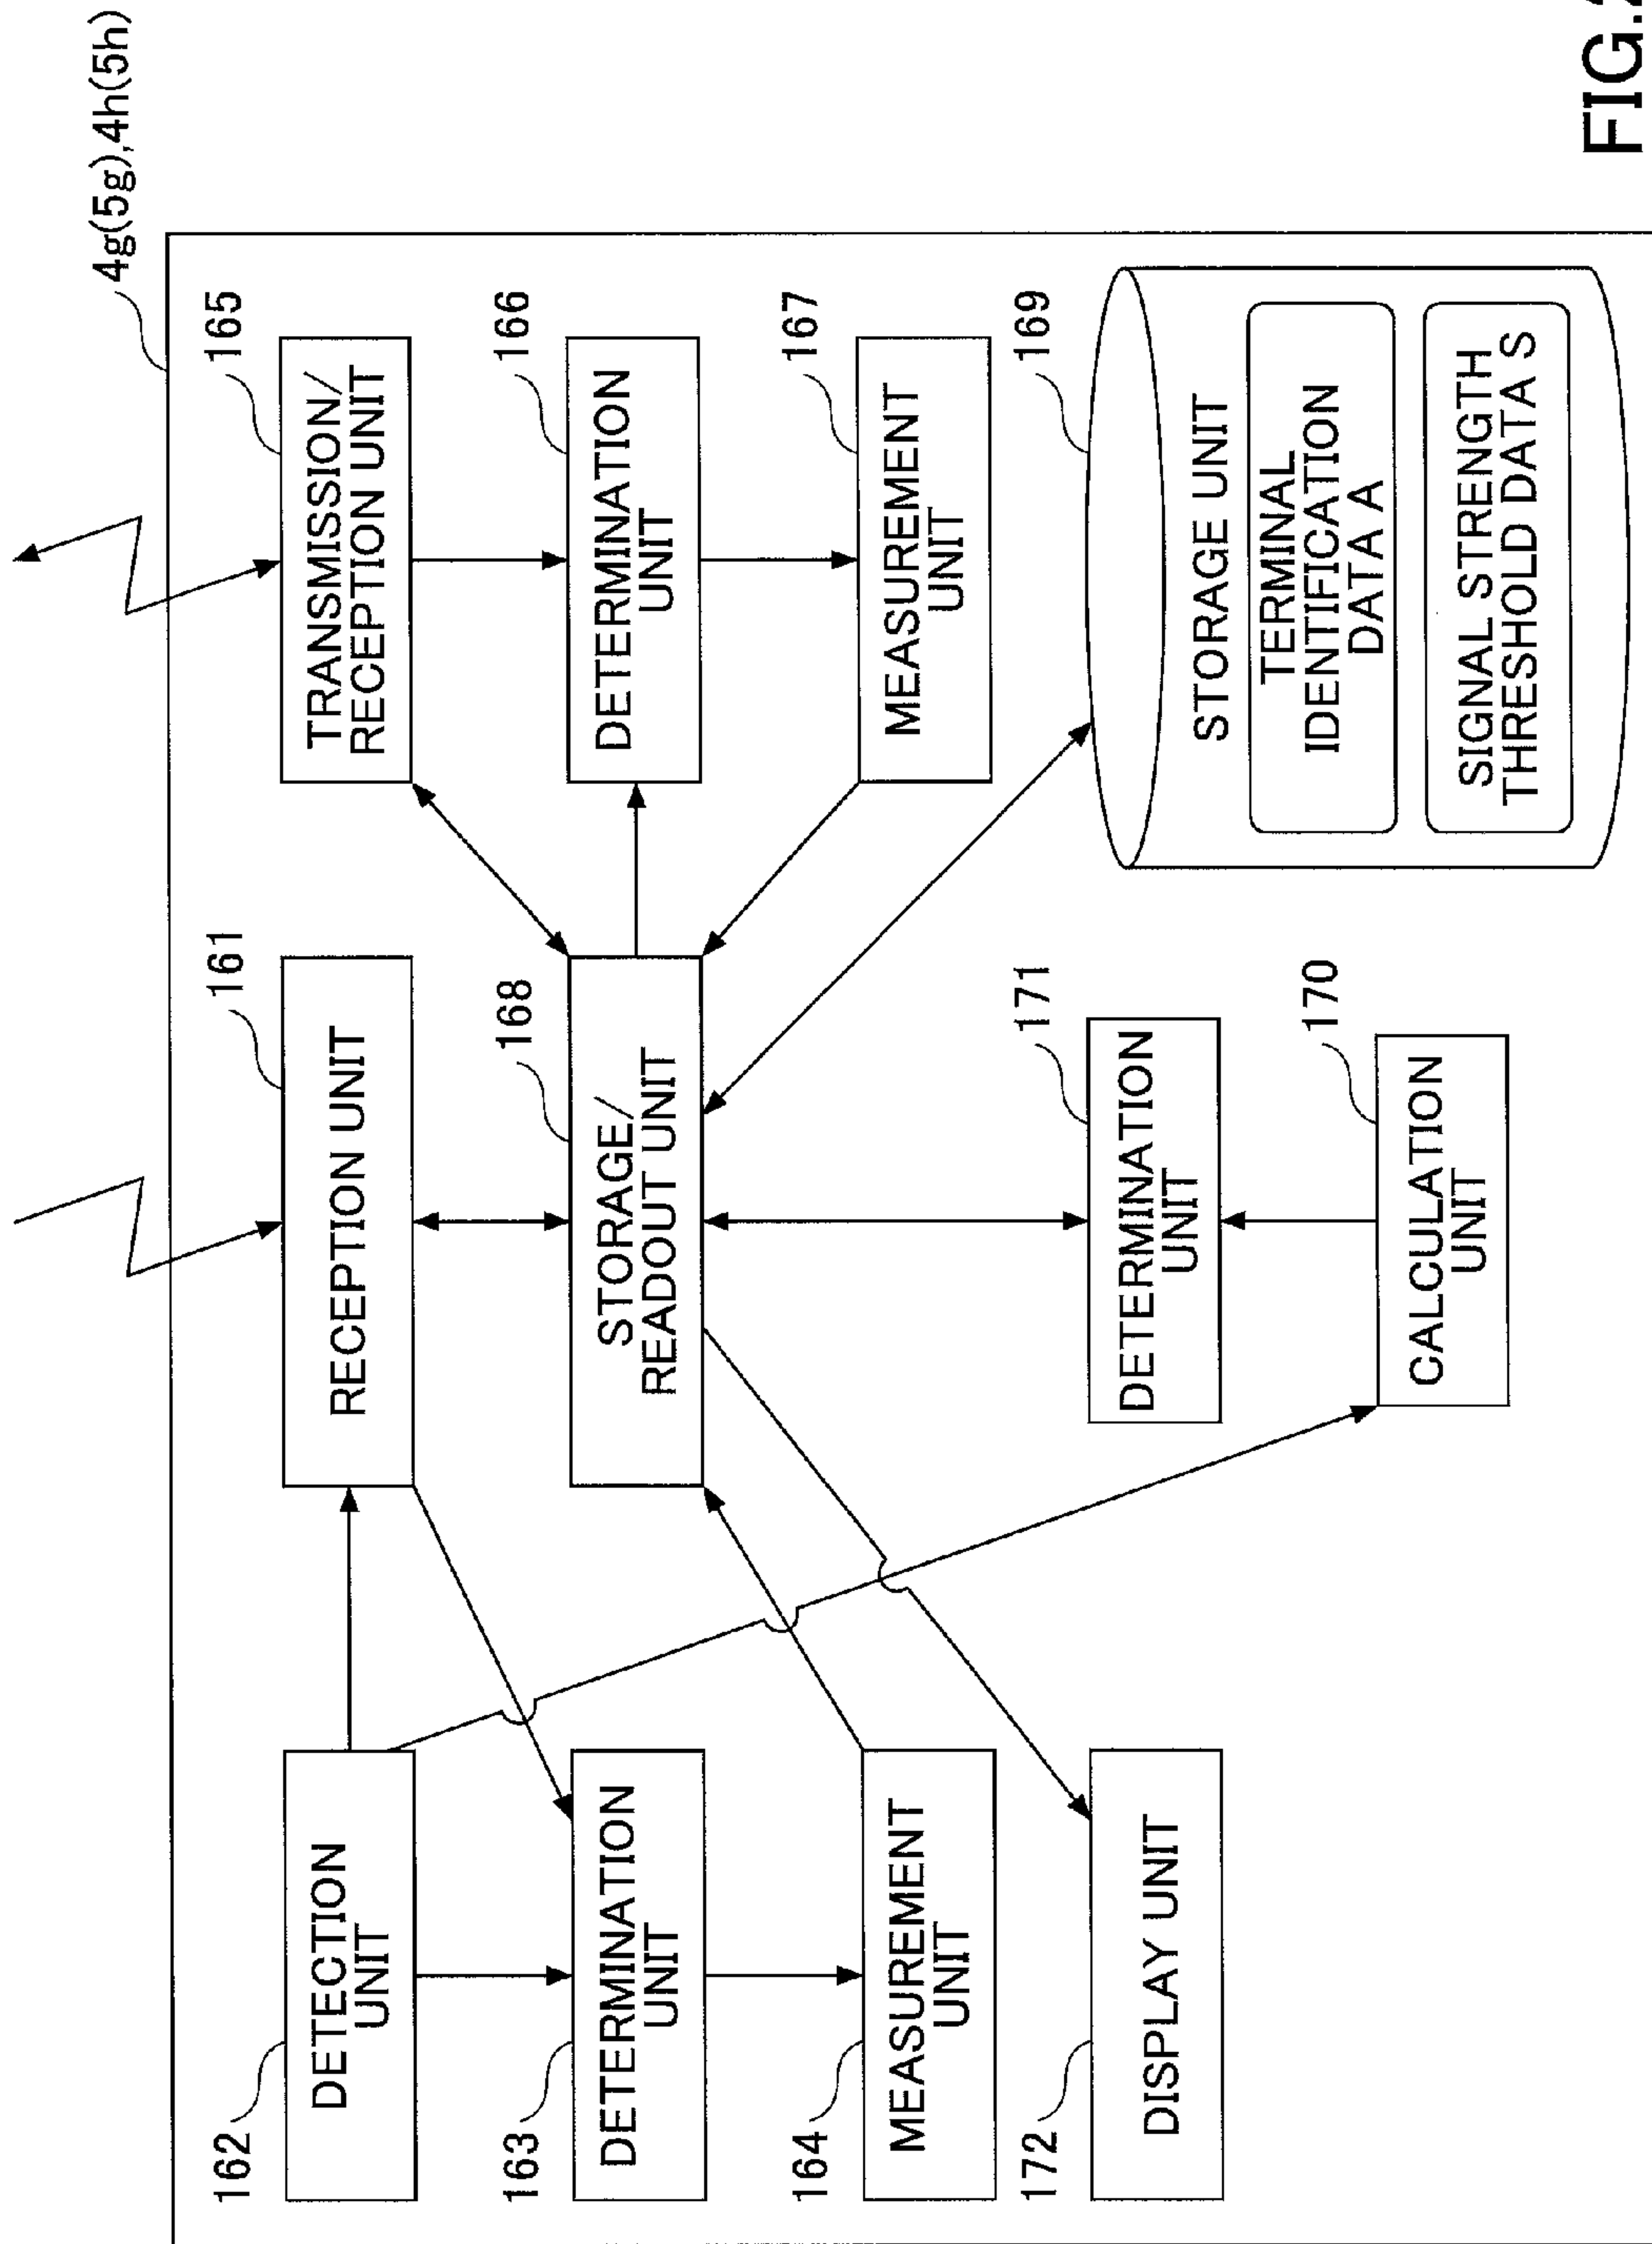 4g(5g),4h(5h)
162
DETECTION
UNIT
161
RECEPTION UNIT
165
TRANSMISSION/
RECEPTION UNIT
163
DETERMINATION
UNIT
168
STORAGE/
READOUT UNIT
166
DETERMINATION
UNIT
164
MEASUREMENT
UNIT
167
MEASUREMENT
UNIT
172
DISPLAY UNIT
171
DETERMINATION
UNIT
170
CALCULATION
UNIT
169
STORAGE UNIT
TERMINAL
IDENTIFICATION
DATA A
SIGNAL STRENGTH
THRESHOLD DATA S
FIG.